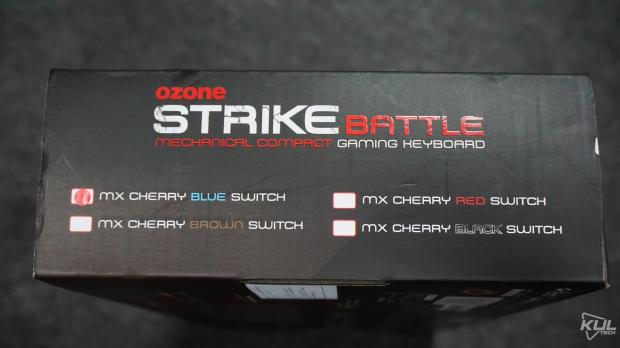 ozone
STRIKE BATTLE
MECHANICAL COMPACT GAMING KEYBOARD
MX CHERRY BLUE SWITCH
MX CHERRY RED SWITCH
MX CHERRY BROWN SWITCH
MX CHERRY BLACK SWITCH
KUL
TECH